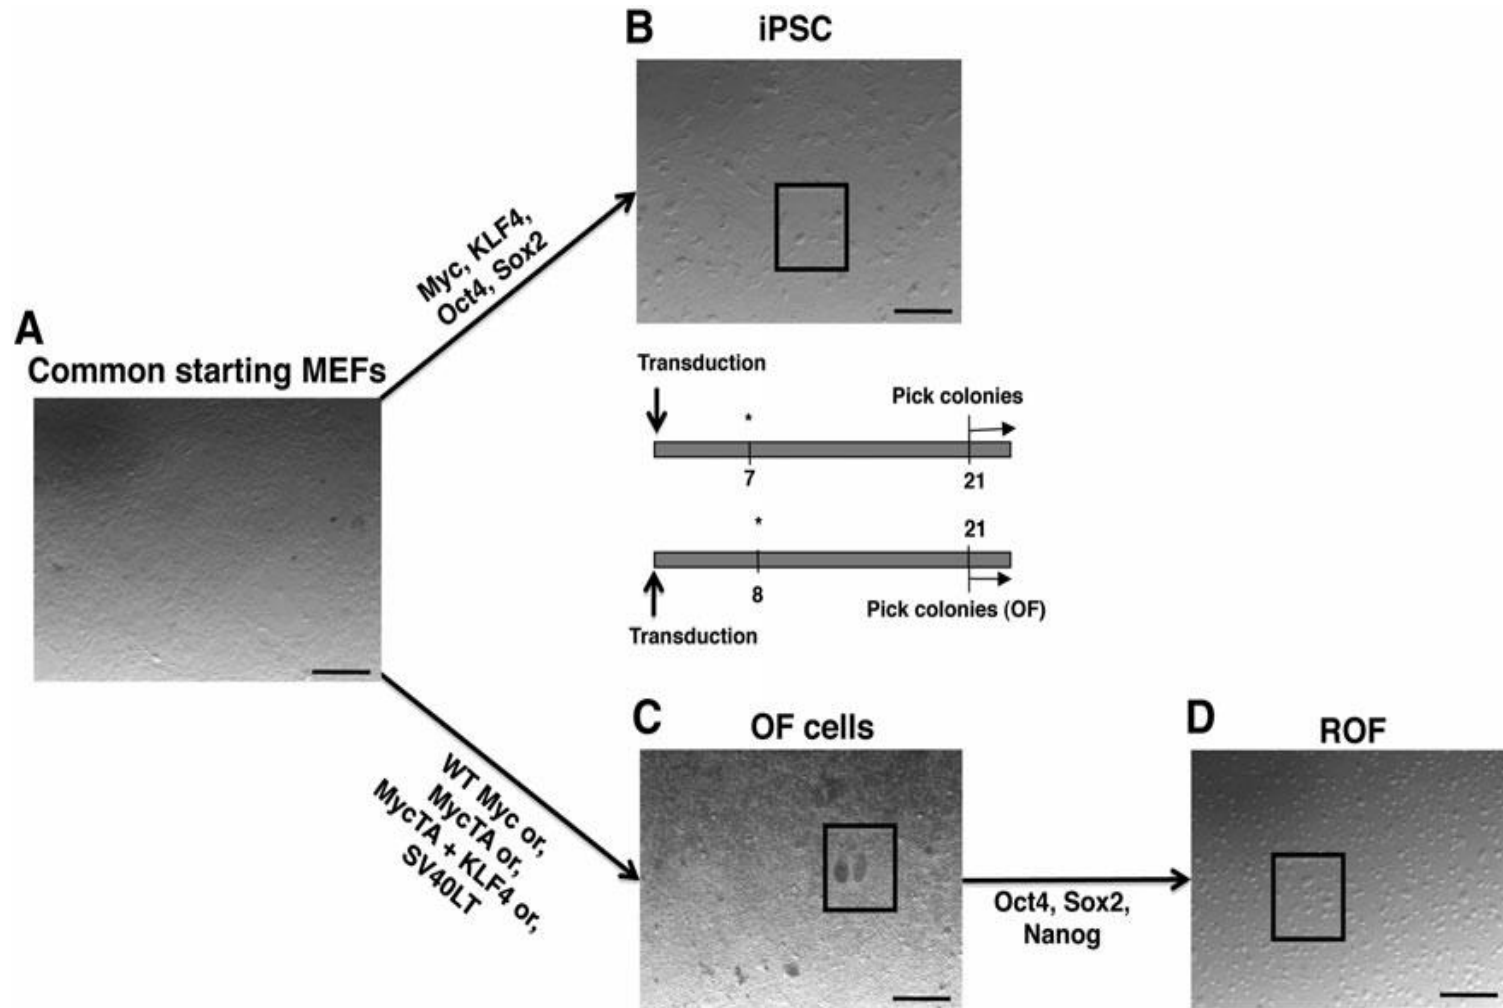 B
iPSC
Myc, KLF4,
Oct4, Sox2
A
Common starting MEFs
Transduction
Pick colonies
*
7
21
*
21
8
Pick colonies (OF)
Transduction
WT Myc or,
MycTA or,
MycTA + KLF4 or,
SV40LT
C
OF cells
D
ROF
Oct4, Sox2,
Nanog